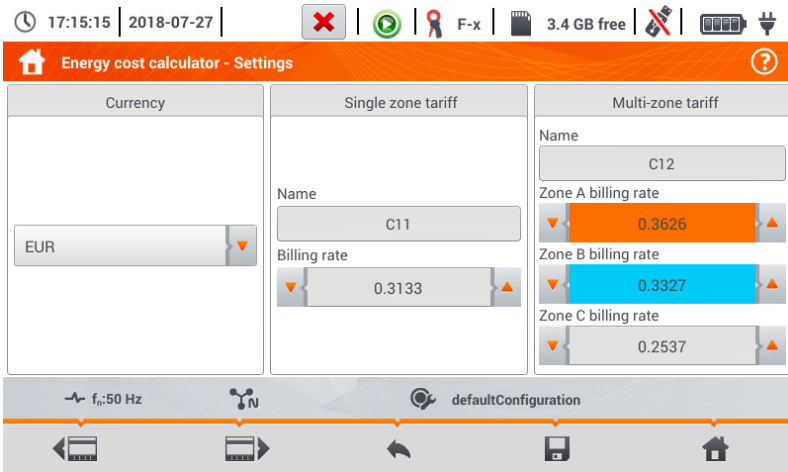 17:15:15 2018-07-27 F-x 3.4 GB free
Energy cost calculator - Settings ?
Currency
EUR
Single zone tariff
Name
C11
Billing rate
0.3133
Multi-zone tariff
Name
C12
Zone A billing rate
0.3626
Zone B billing rate
0.3327
Zone C billing rate
0.2537
fn:50 Hz N defaultConfiguration